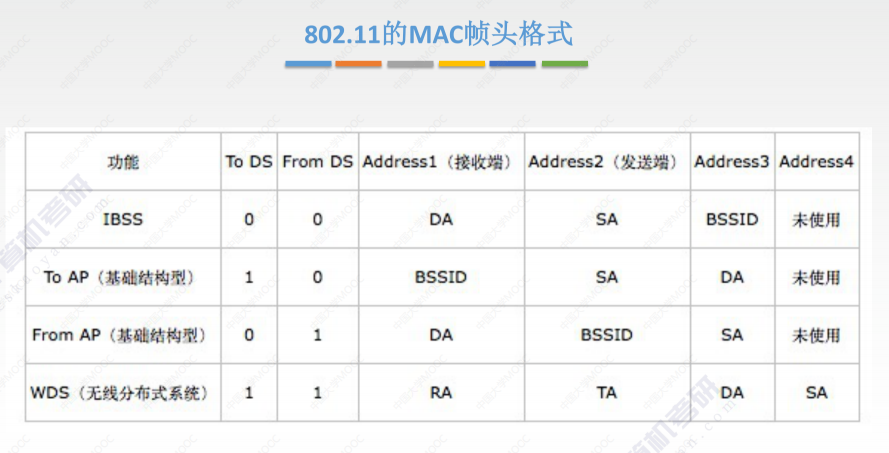 802.11的MAC帧头格式
功能 To DS From DS Address1（接收端） Address2（发送端） Address3 Address4
IBSS 0 0 DA SA BSSID 未使用
To AP（基础结构型） 1 0 BSSID SA DA 未使用
From AP（基础结构型） 0 1 DA BSSID SA 未使用
WDS（无线分布式系统） 1 1 RA TA DA SA